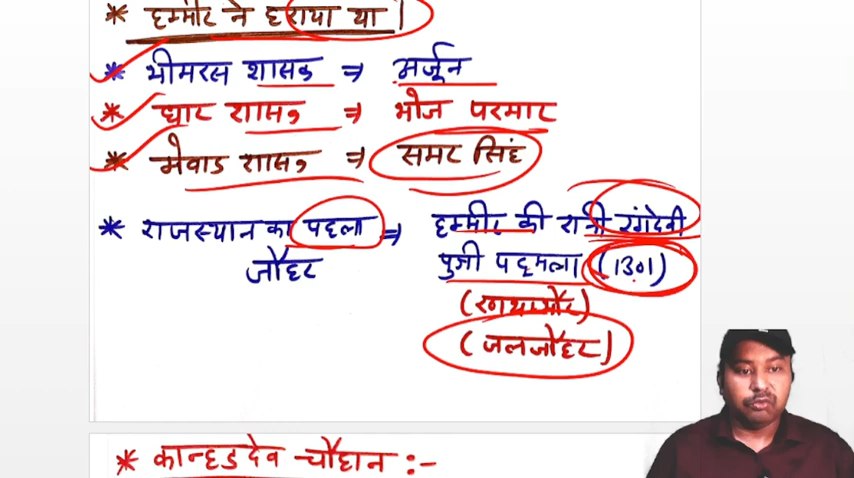 * हम्मीर ने हराया था।
* भीमरस शासक ⇒ अर्जुन
* धार शासक ⇒ भोज परमार
* मेवाड शासक ⇒ समर सिंह
* राजस्थान का पहला ⇒ हम्मीर की रानी रंगदेवी
जौहर पुत्री पद्मला (1301)
(रणथम्भौर)
(जलजौहर)
* कान्हडदेव चौहान :-